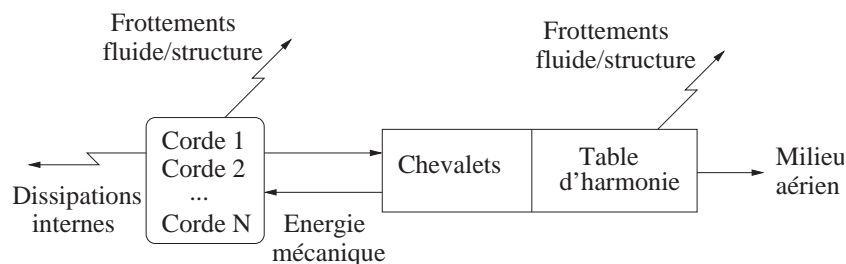 Frottements
fluide/structure
Frottements
fluide/structure
Corde 1
Corde 2
...
Corde N
Chevalets
Table
d'harmonie
Milieu
aérien
Dissipations
internes
Energie
mécanique